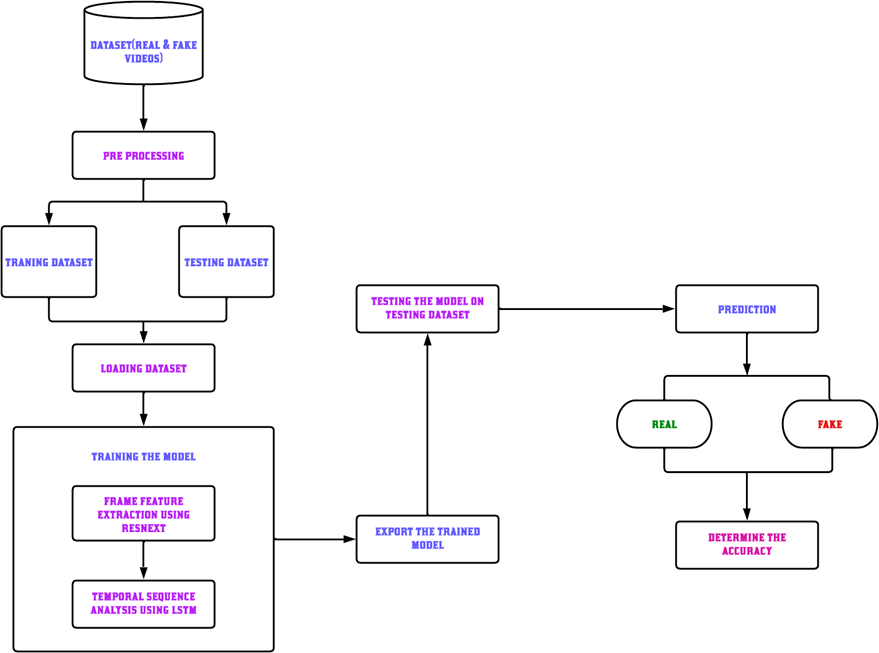 DATASET(REAL & FAKE
VIDEOS)
PRE PROCESSING
TRANING DATASET
TESTING DATASET
LOADING DATASET
TRAINING THE MODEL
FRAME FEATURE
EXTRACTION USING
RESNEXT
TEMPORAL SEQUENCE
ANALYSIS USING LSTM
EXPORT THE TRAINED
MODEL
TESTING THE MODEL ON
TESTING DATASET
PREDICTION
REAL
FAKE
DETERMINE THE
ACCURACY